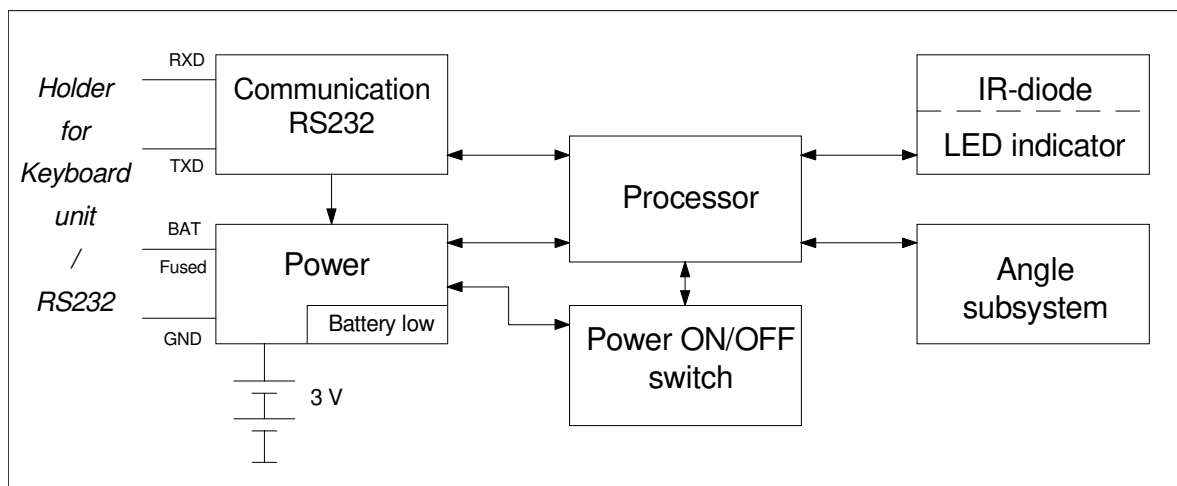 Holder
for
Keyboard
unit
/
RS232
RXD
TXD
BAT
Fused
GND
Communication
RS232
Power
Battery low
3 V
Processor
Power ON/OFF
switch
IR-diode
LED indicator
Angle
subsystem